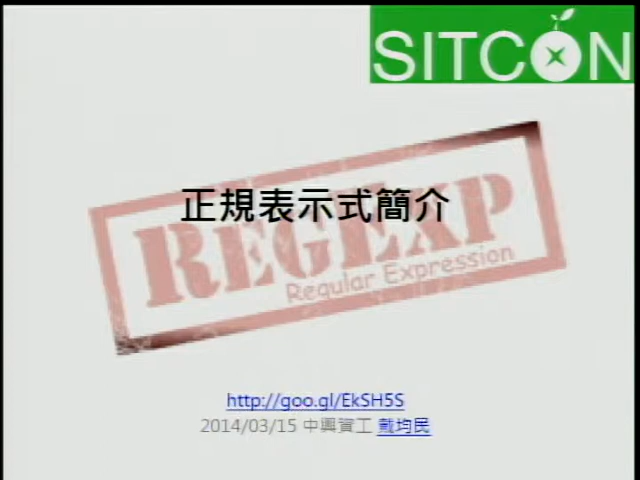 SITCON
正規表示式簡介
REGEXP
Regular Expression
http://goo.gl/EkSH5S
2014/03/15 中興資工 戴均民